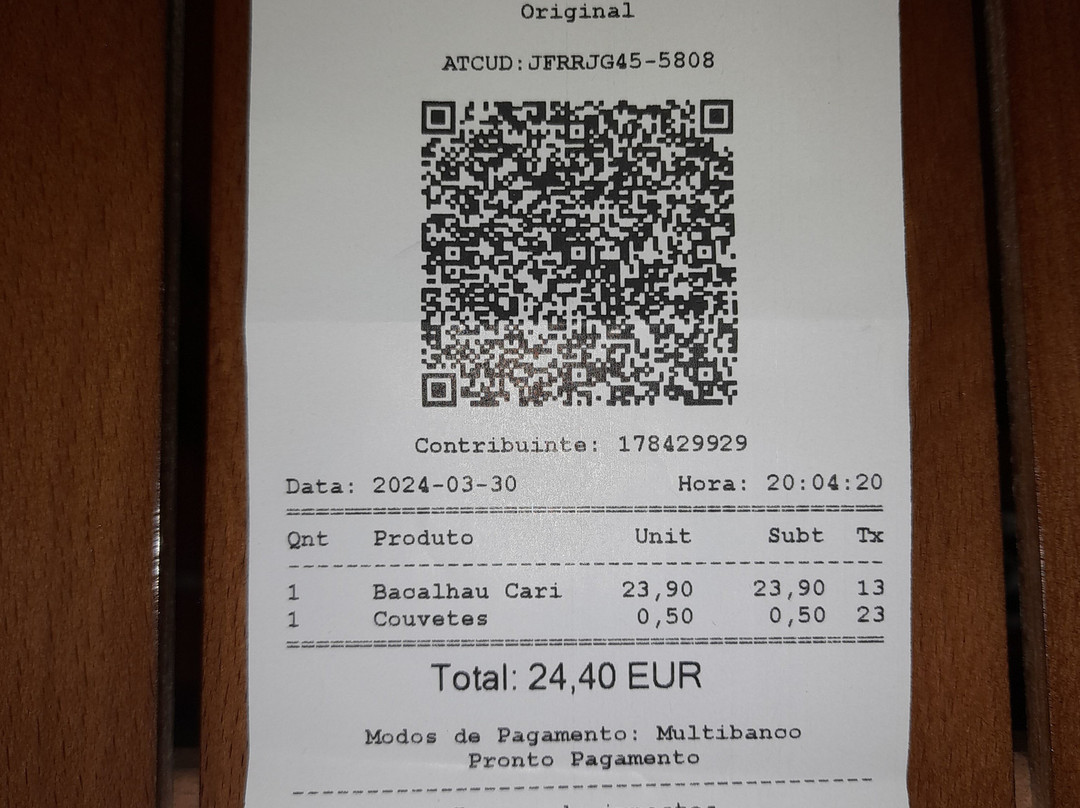 Original
ATCUD:JFRRJG45-5808
Contribuinte: 178429929
Data: 2024-03-30 Hora: 20:04:20
Qnt Produto Unit Subt Tx
1 Bacalhau Cari 23,90 23,90 13
1 Couvetes 0,50 0,50 23
Total: 24,40 EUR
Modos de Pagamento: Multibanco
Pronto Pagamento